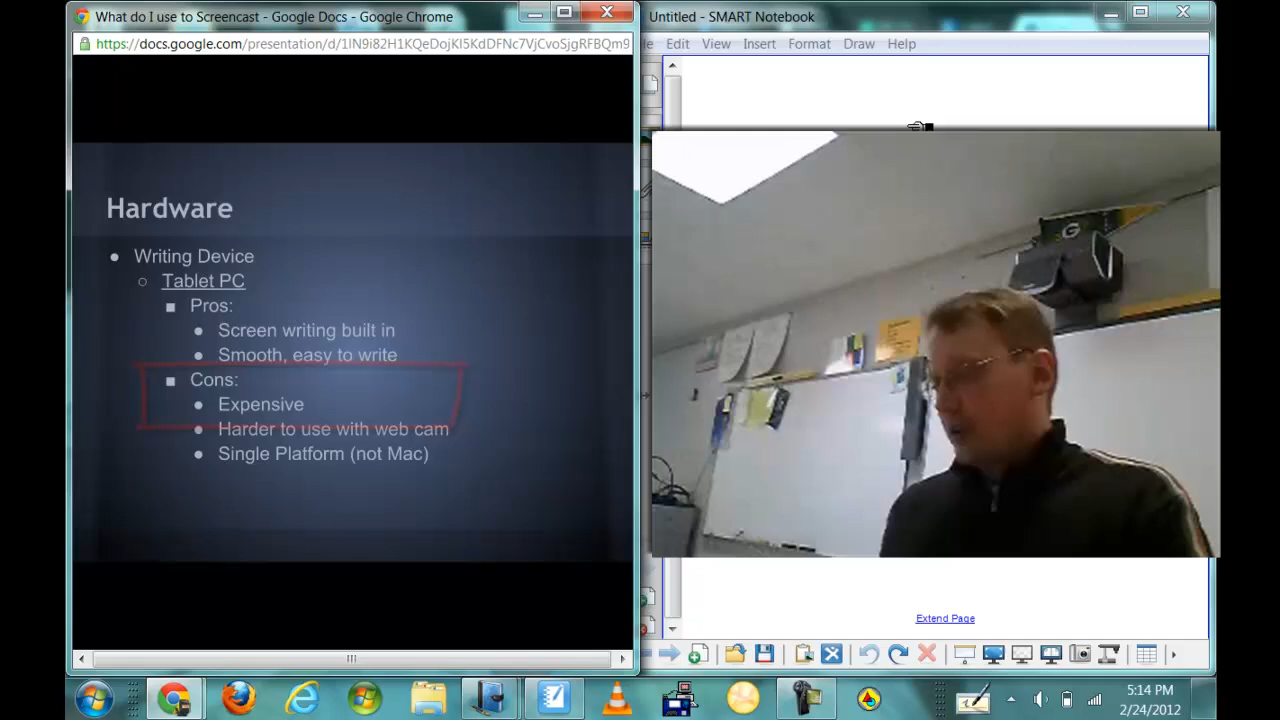 What do I use to Screencast - Google Docs - Google Chrome
https://docs.google.com/presentation/d/1lN9i82H1KQeDojKl5KdDFNc7VjCvoSjgRFBQm9
Hardware
Writing Device
Tablet PC
Pros:
Screen writing built in
Smooth, easy to write
Cons:
Expensive
Harder to use with web cam
Single Platform (not Mac)
Untitled - SMART Notebook
Edit View Insert Format Draw Help
G
Extend Page
5:14 PM
2/24/2012